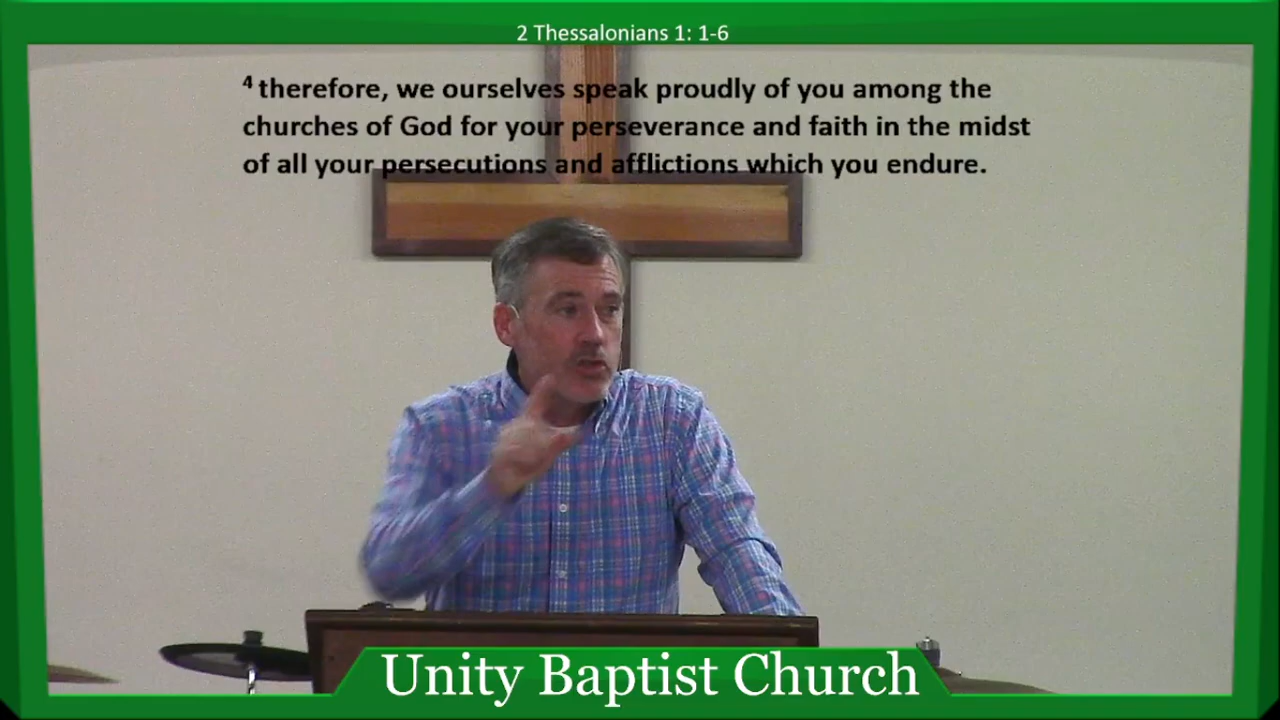 2 Thessalonians 1: 1-6
4 therefore, we ourselves speak proudly of you among the
churches of God for your perseverance and faith in the midst
of all your persecutions and afflictions which you endure.
Unity Baptist Church